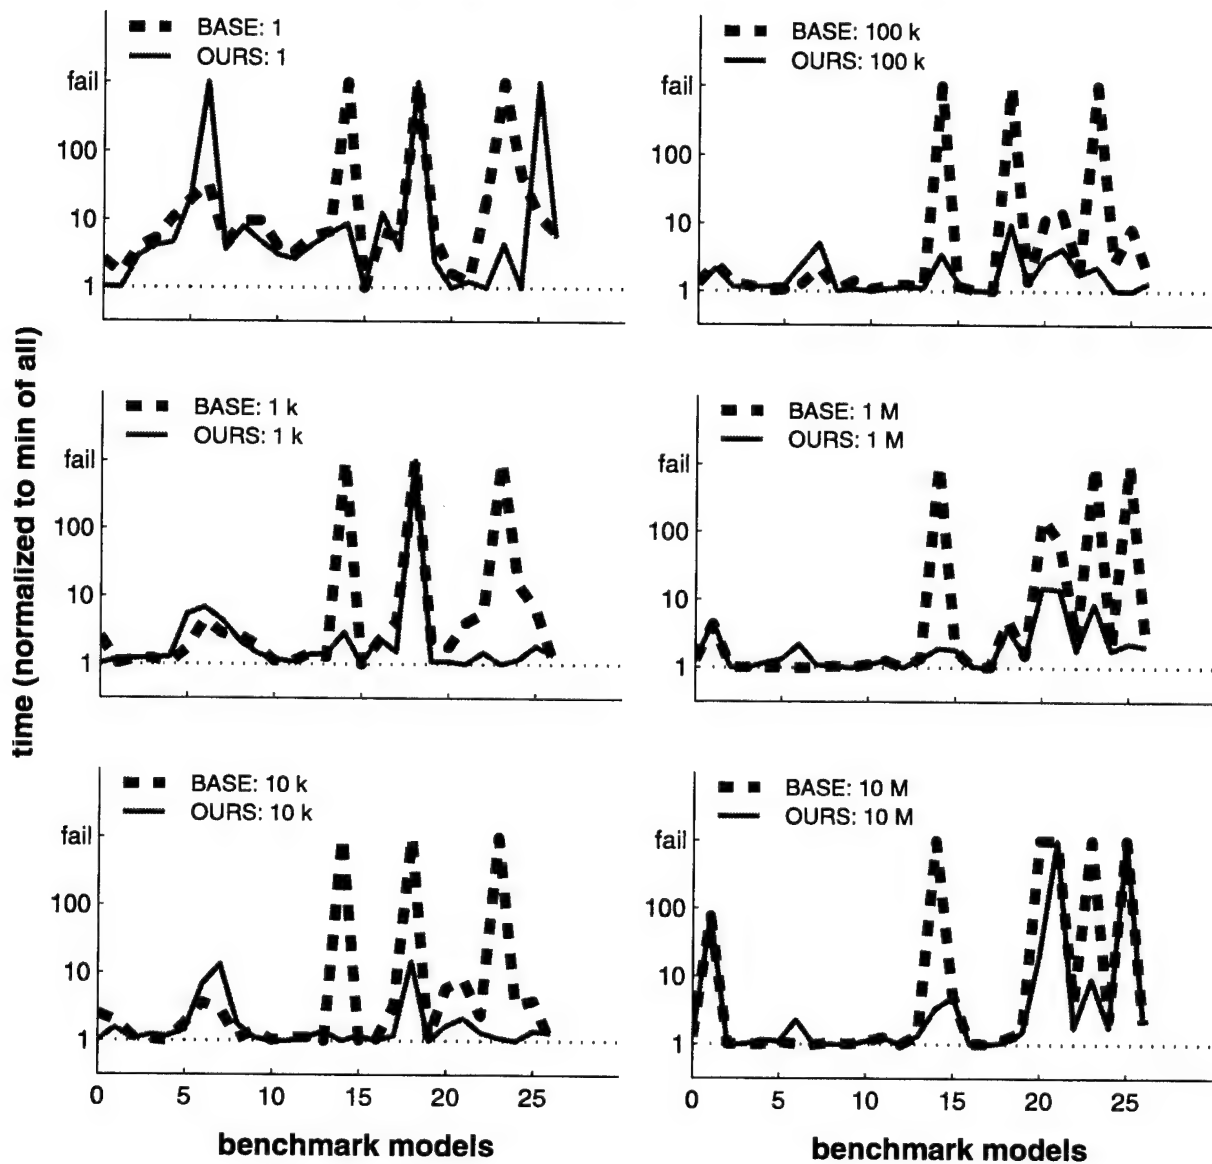 BASE: 1
OURS: 1
fail
100
10
1
BASE: 100 k
OURS: 100 k
fail
100
10
1
time (normalized to min of all)
BASE: 1 k
OURS: 1 k
fail
100
10
1
BASE: 1 M
OURS: 1 M
fail
100
10
1
BASE: 10 k
OURS: 10 k
fail
100
10
1
0 5 10 15 20 25
benchmark models
BASE: 10 M
OURS: 10 M
fail
100
10
1
0 5 10 15 20 25
benchmark models